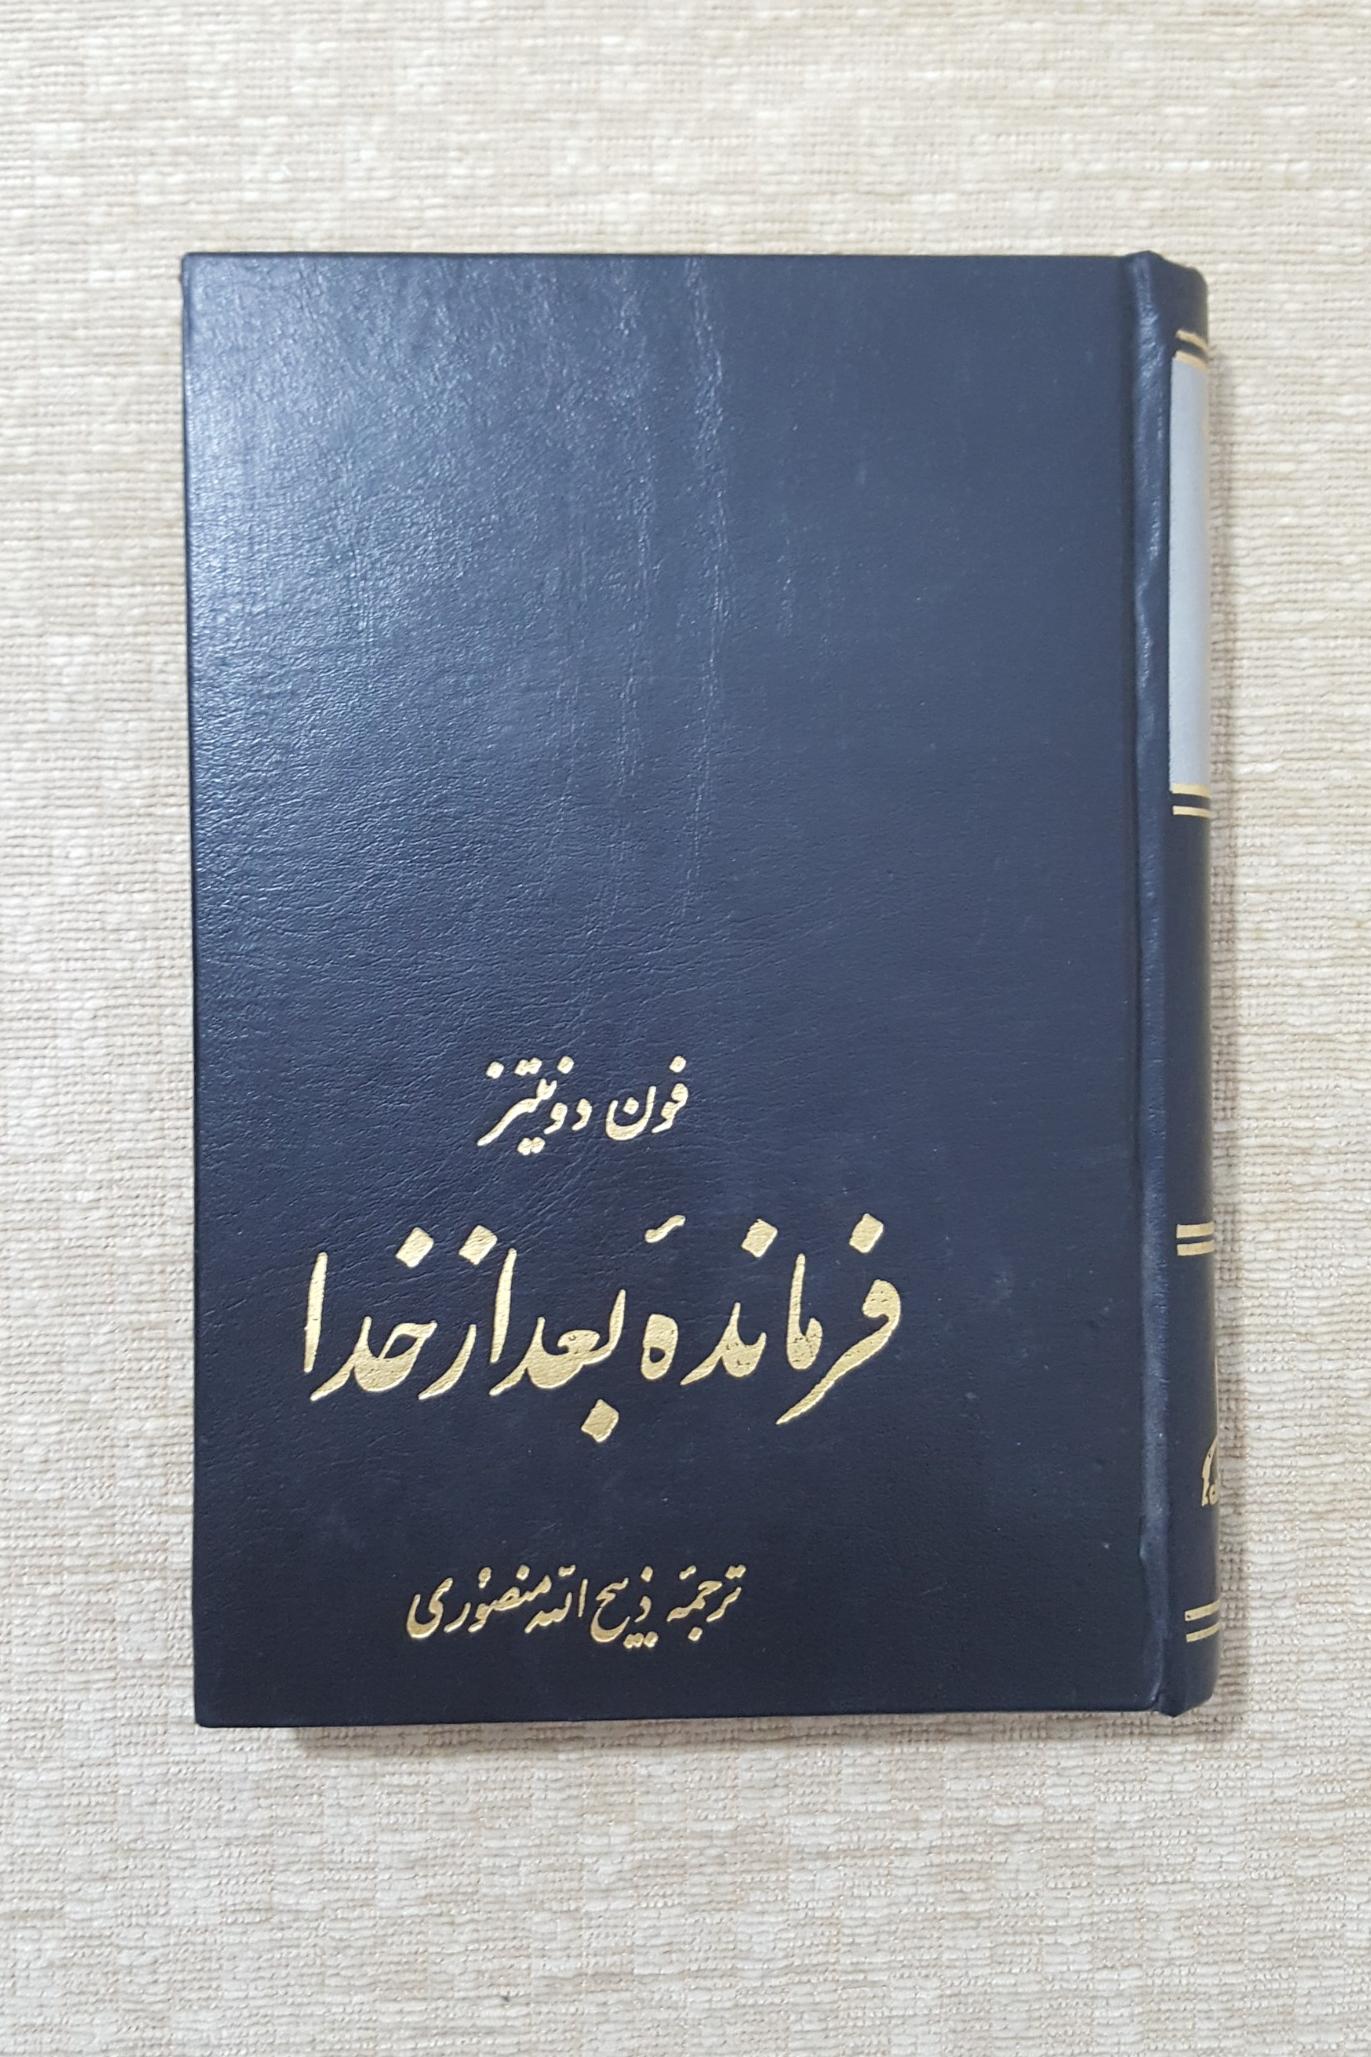 فون دونیتز
فرماندهٔ بعد از خدا
ترجمهٔ ذبیح الله منصوری